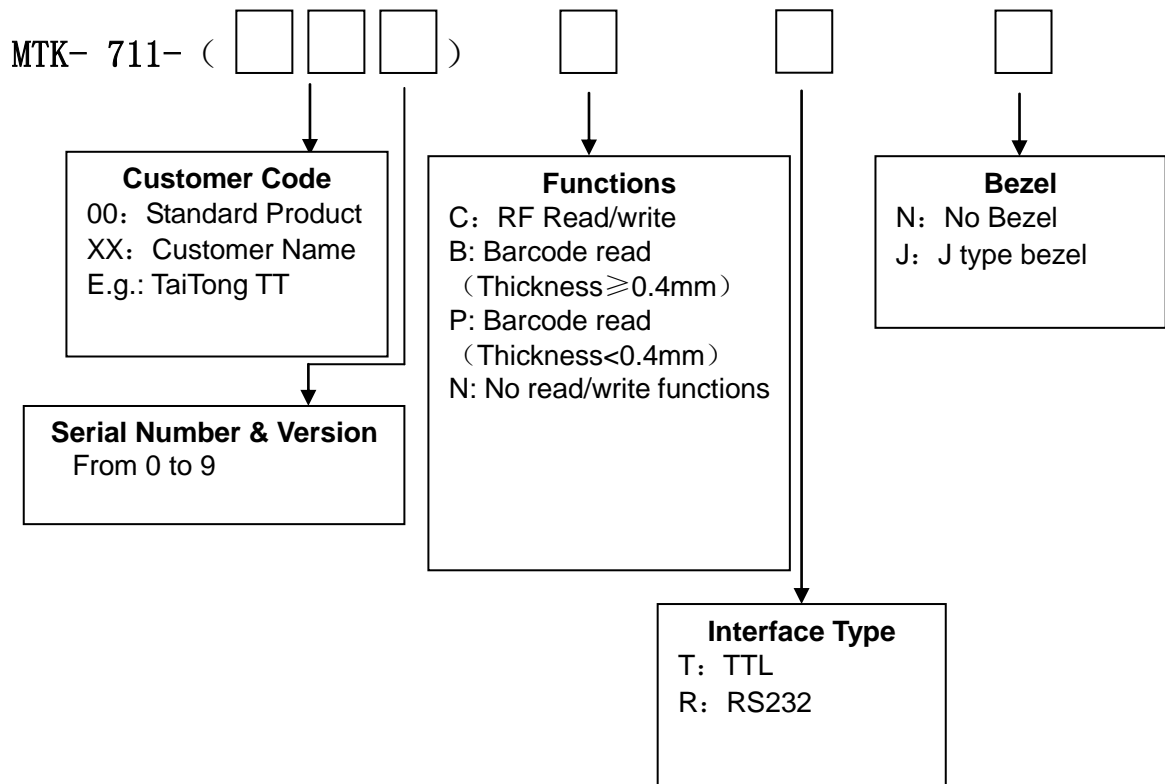 MTK- 711-（ ）
Customer Code
00：Standard Product
XX：Customer Name
E.g.: TaiTong TT
Serial Number & Version
From 0 to 9
Functions
C：RF Read/write
B: Barcode read
（Thickness≥0.4mm）
P: Barcode read
（Thickness<0.4mm）
N: No read/write functions
Interface Type
T：TTL
R：RS232
Bezel
N：No Bezel
J：J type bezel